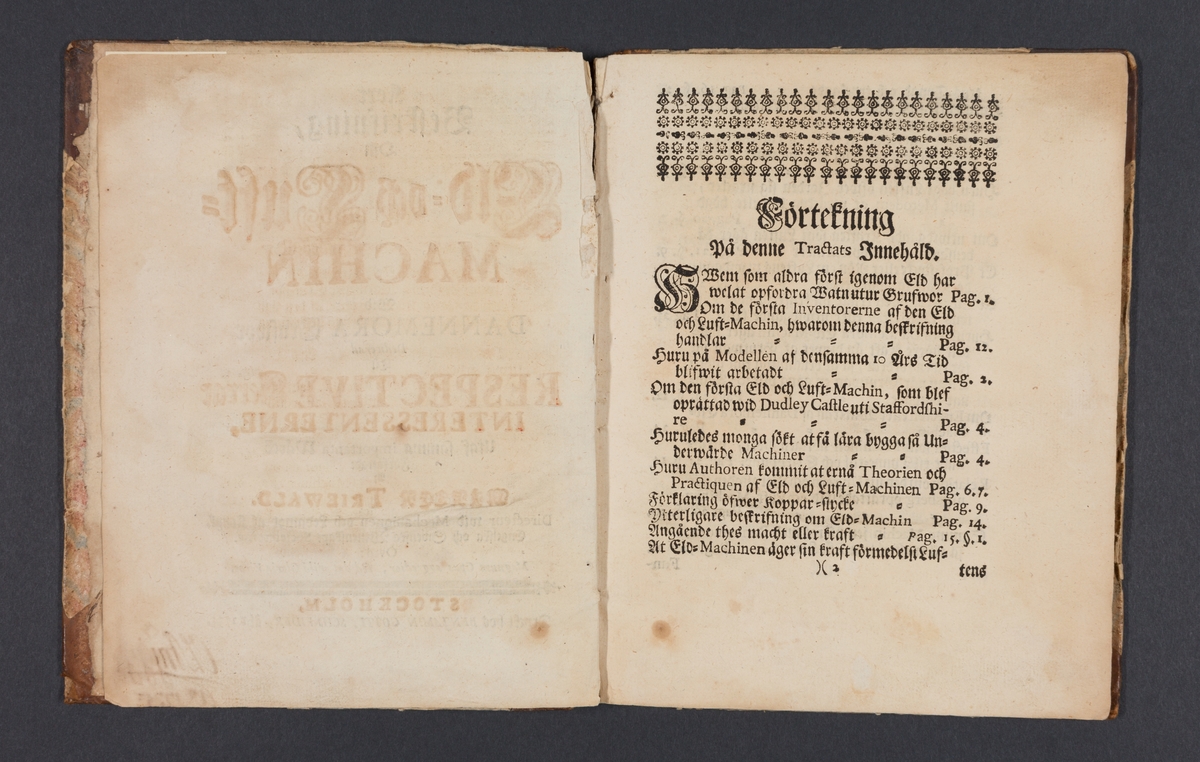 MACHIN
DANNEMORA
RESPECTIVE
INTERESSENTERNE,
TRIEWALD.
STOCKHOLM,
Förtekning
På denne Tractats Innehåld.
HWem som aldra först igenom Eld har
welat opfordra Watn utur Grufwor Pag. 1.
Om de första Inventorerne af den Eld
och Luft=Machin, hwarom denna beskrifning
handlar = = = Pag. 12.
Huru på Modellen af densamma 10 Års Tid
blifwit arbetadt = = Pag. 2.
Om den första Eld och Luft=Machin, som blef
oprättad wid Dudley Castle uti Staffordshi-
re = = = Pag. 4.
Huruledes monga sökt at få lära bygga så Un=
derwärde Machiner = = Pag. 4.
Huru Authoren kommit at ernå Theorien och
Practiquen af Eld och Luft=Machinen Pag. 6.7.
Förklaring öfwer Koppar=stycke = Pag. 9.
Ytterligare beskrifning om Eld=Machin Pag. 14.
Angående thes macht eller kraft = Pag. 15. §. 1.
At Eld=Machinen äger sin kraft förmedelst Luf=
)( 2 tens